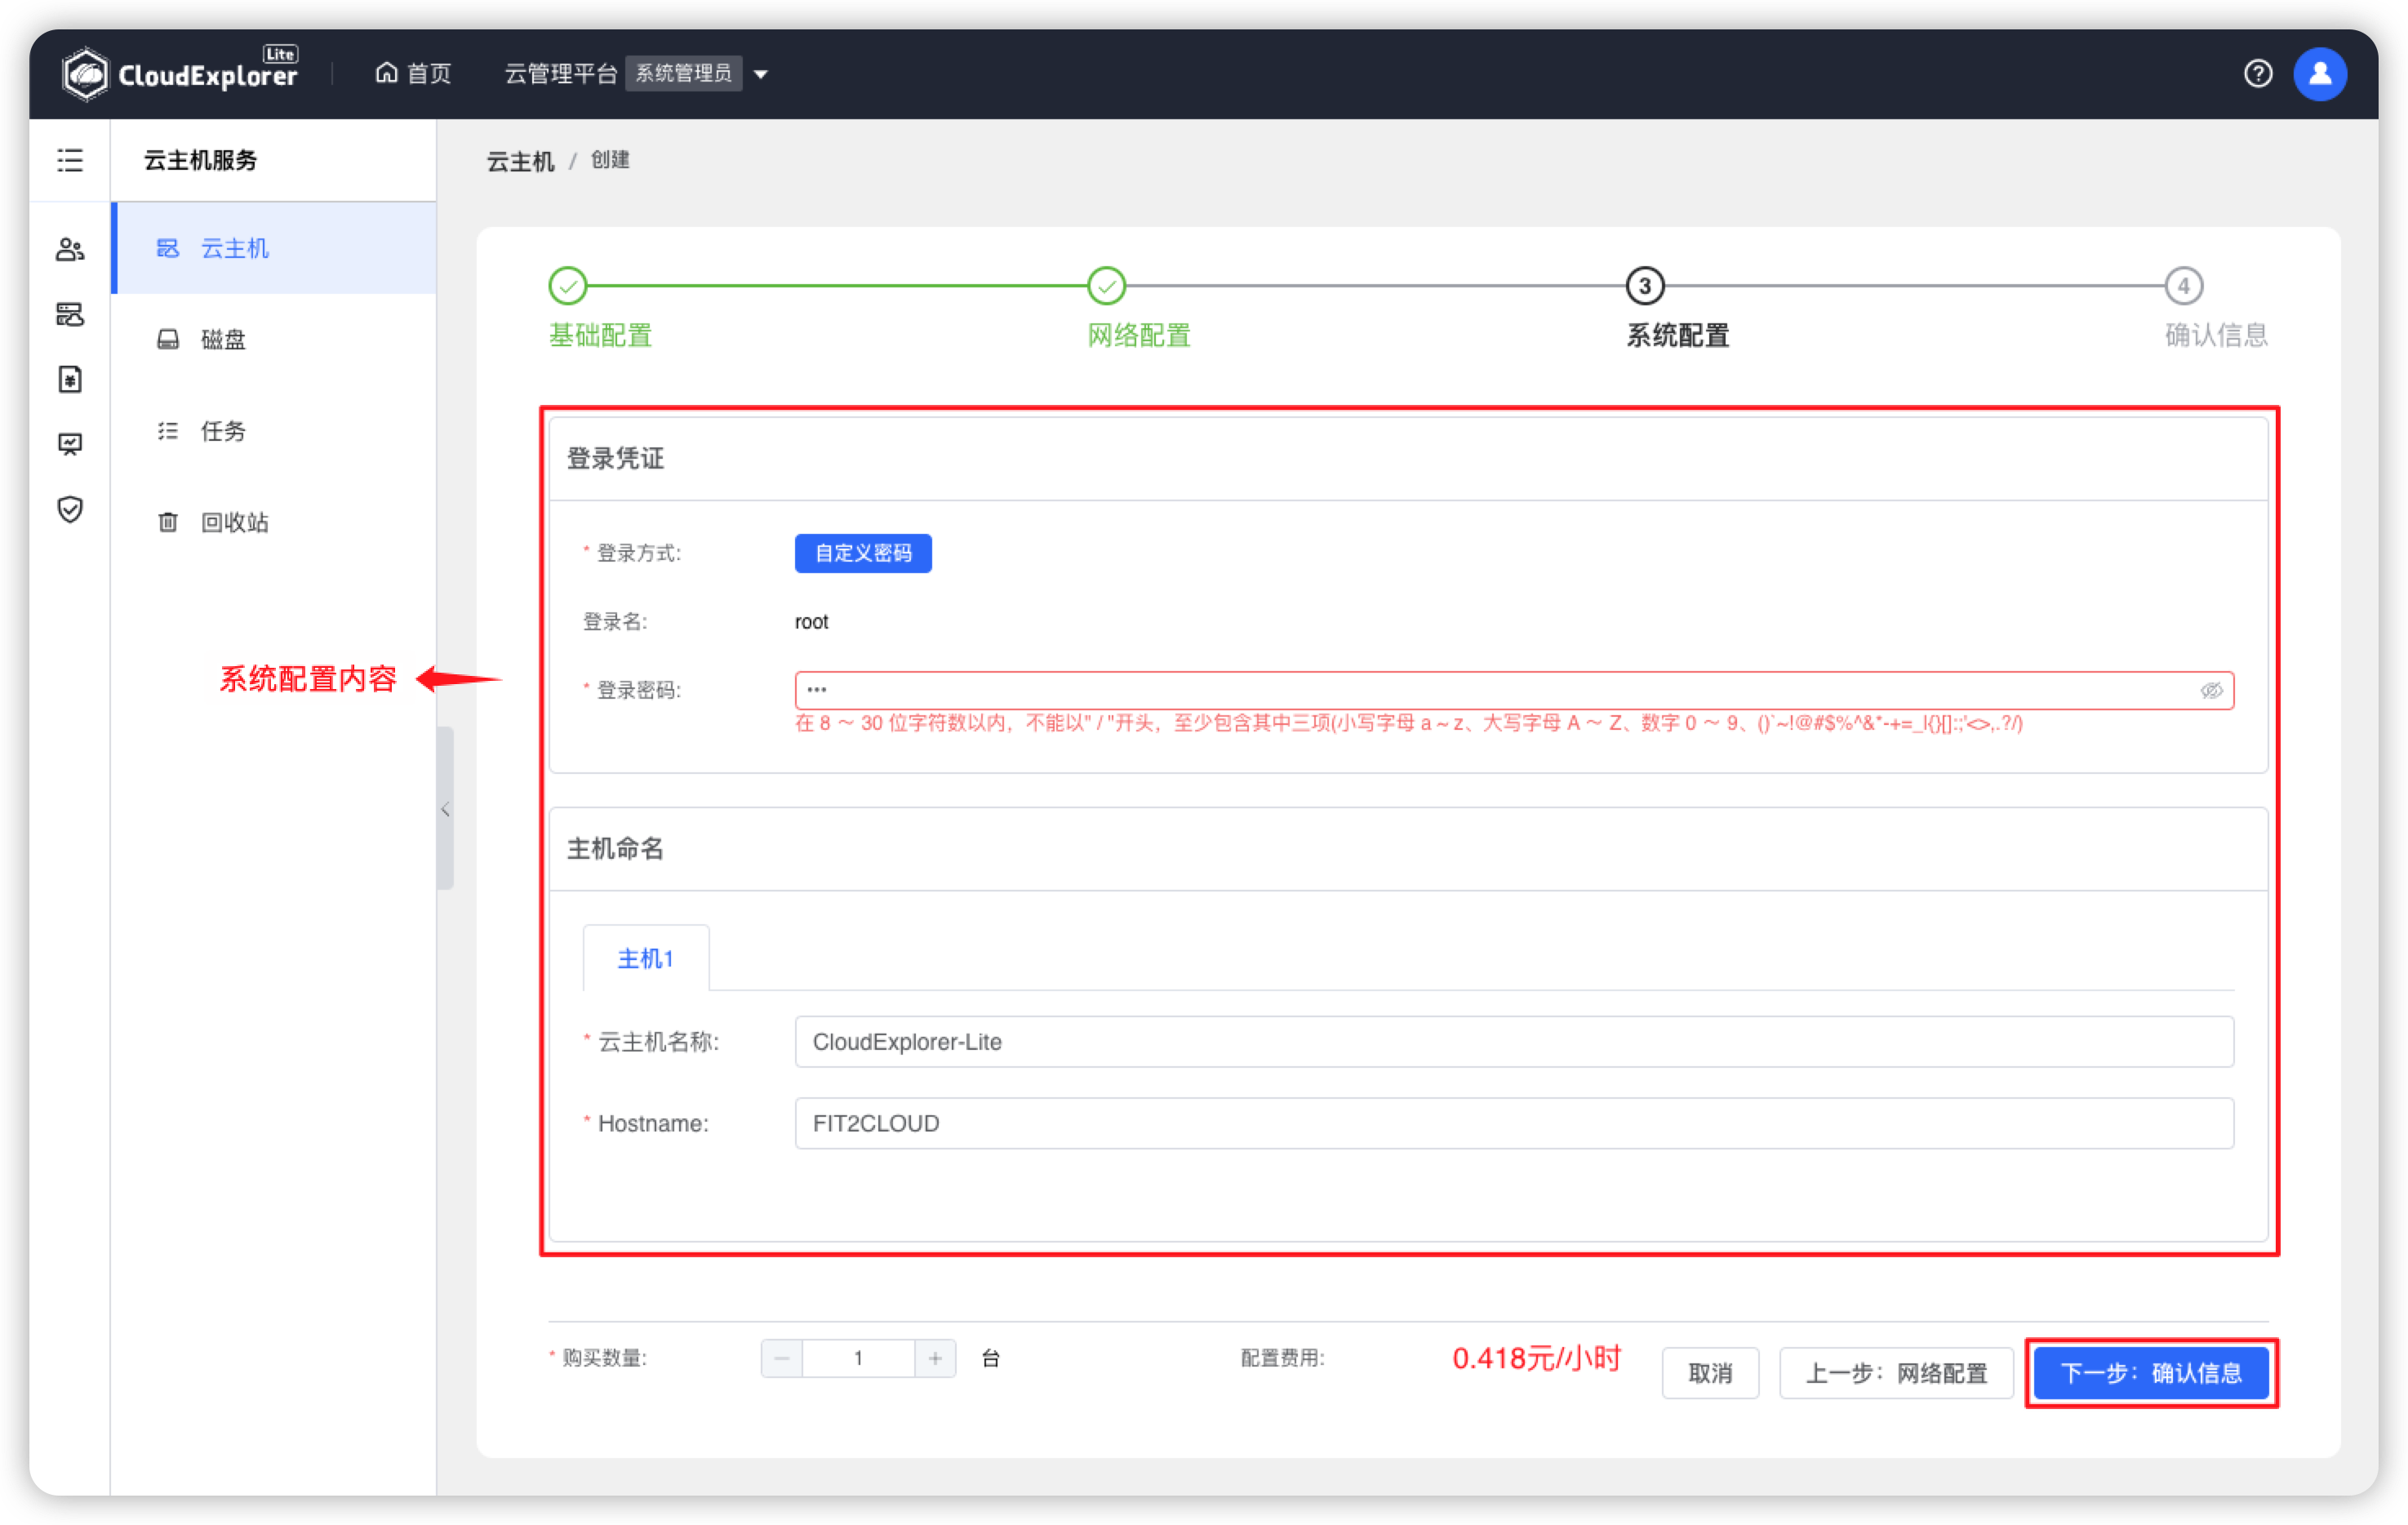 CloudExplorer Lite 首页 云管理平台 系统管理员
云主机服务
云主机
磁盘
任务
回收站
系统配置内容
云主机 / 创建
基础配置 网络配置 3 系统配置 4 确认信息
登录凭证
* 登录方式: 自定义密码
登录名: root
* 登录密码: •••
在 8 ～ 30 位字符数以内，不能以" / "开头，至少包含其中三项(小写字母 a ~ z、大写字母 A ～ Z、数字 0 ～ 9、()`~!@#$%^&*-+=_|{}[]:;'<>,.?/)
主机命名
主机1
* 云主机名称: CloudExplorer-Lite
* Hostname: FIT2CLOUD
* 购买数量: − 1 + 台 配置费用: 0.418元/小时 取消 上一步：网络配置 下一步：确认信息